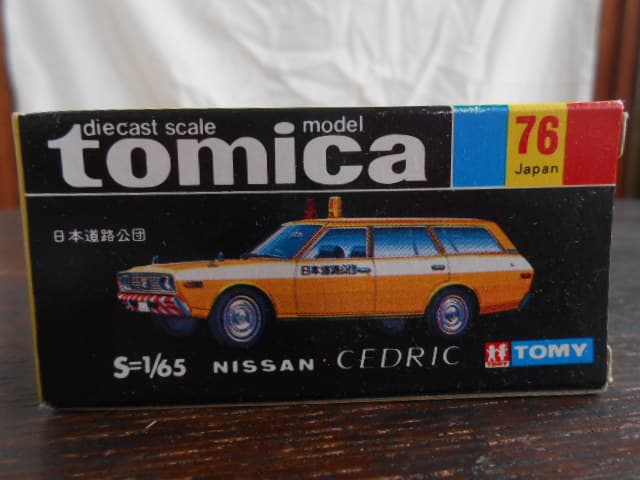 diecast scale model
tomica
76
Japan
日本道路公団
日本道路公団
S=1/65 NISSAN CEDRIC TOMY TOMY